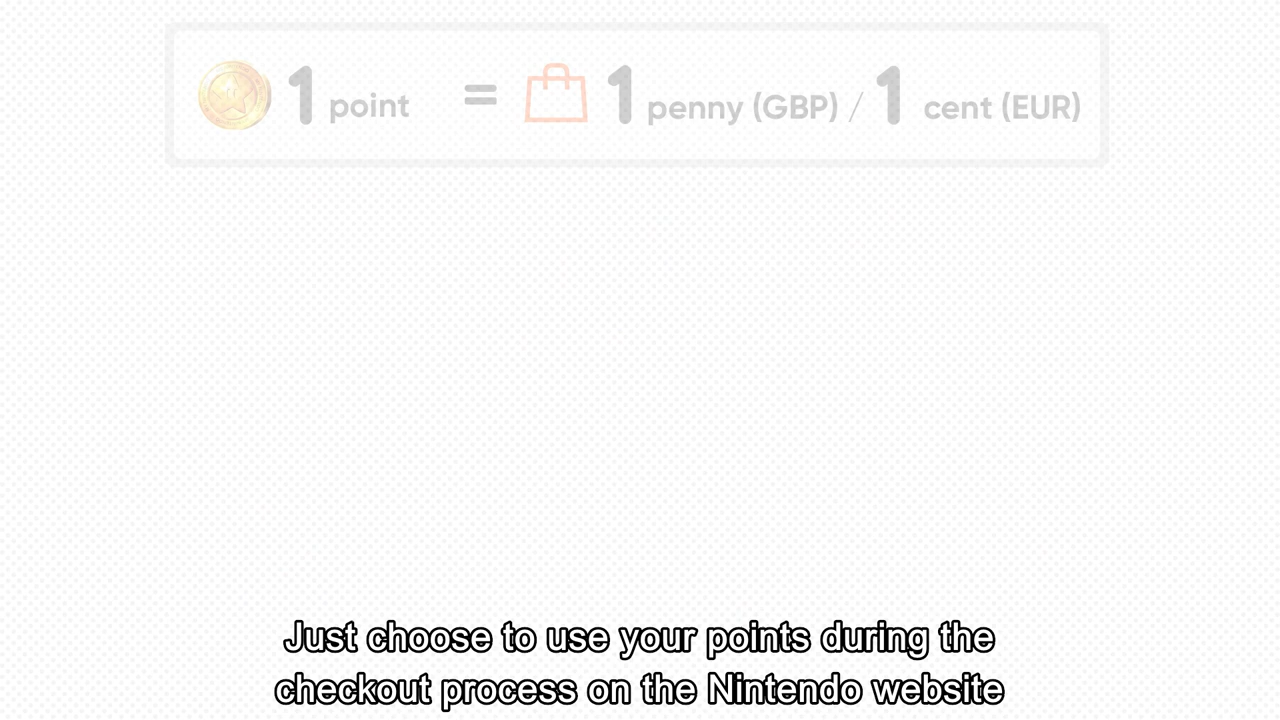 1 point = 1 penny (GBP) / 1 cent (EUR)
Just choose to use your points during the
checkout process on the Nintendo website